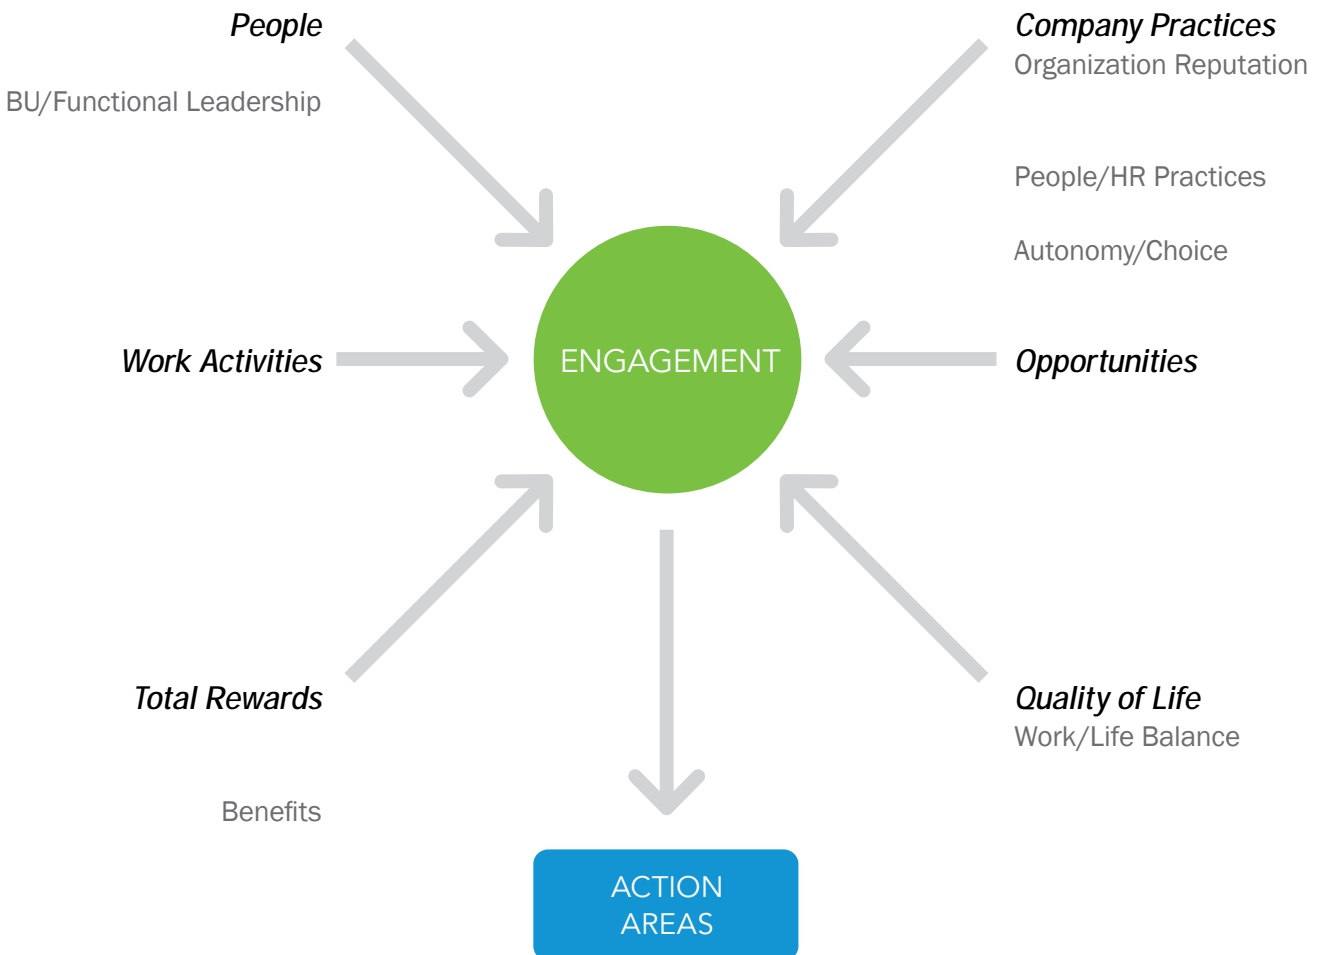 People
BU/Functional Leadership
Company Practices
Organization Reputation
People/HR Practices
Autonomy/Choice
Work Activities
ENGAGEMENT
Opportunities
Total Rewards
Benefits
Quality of Life
Work/Life Balance
ACTION
AREAS